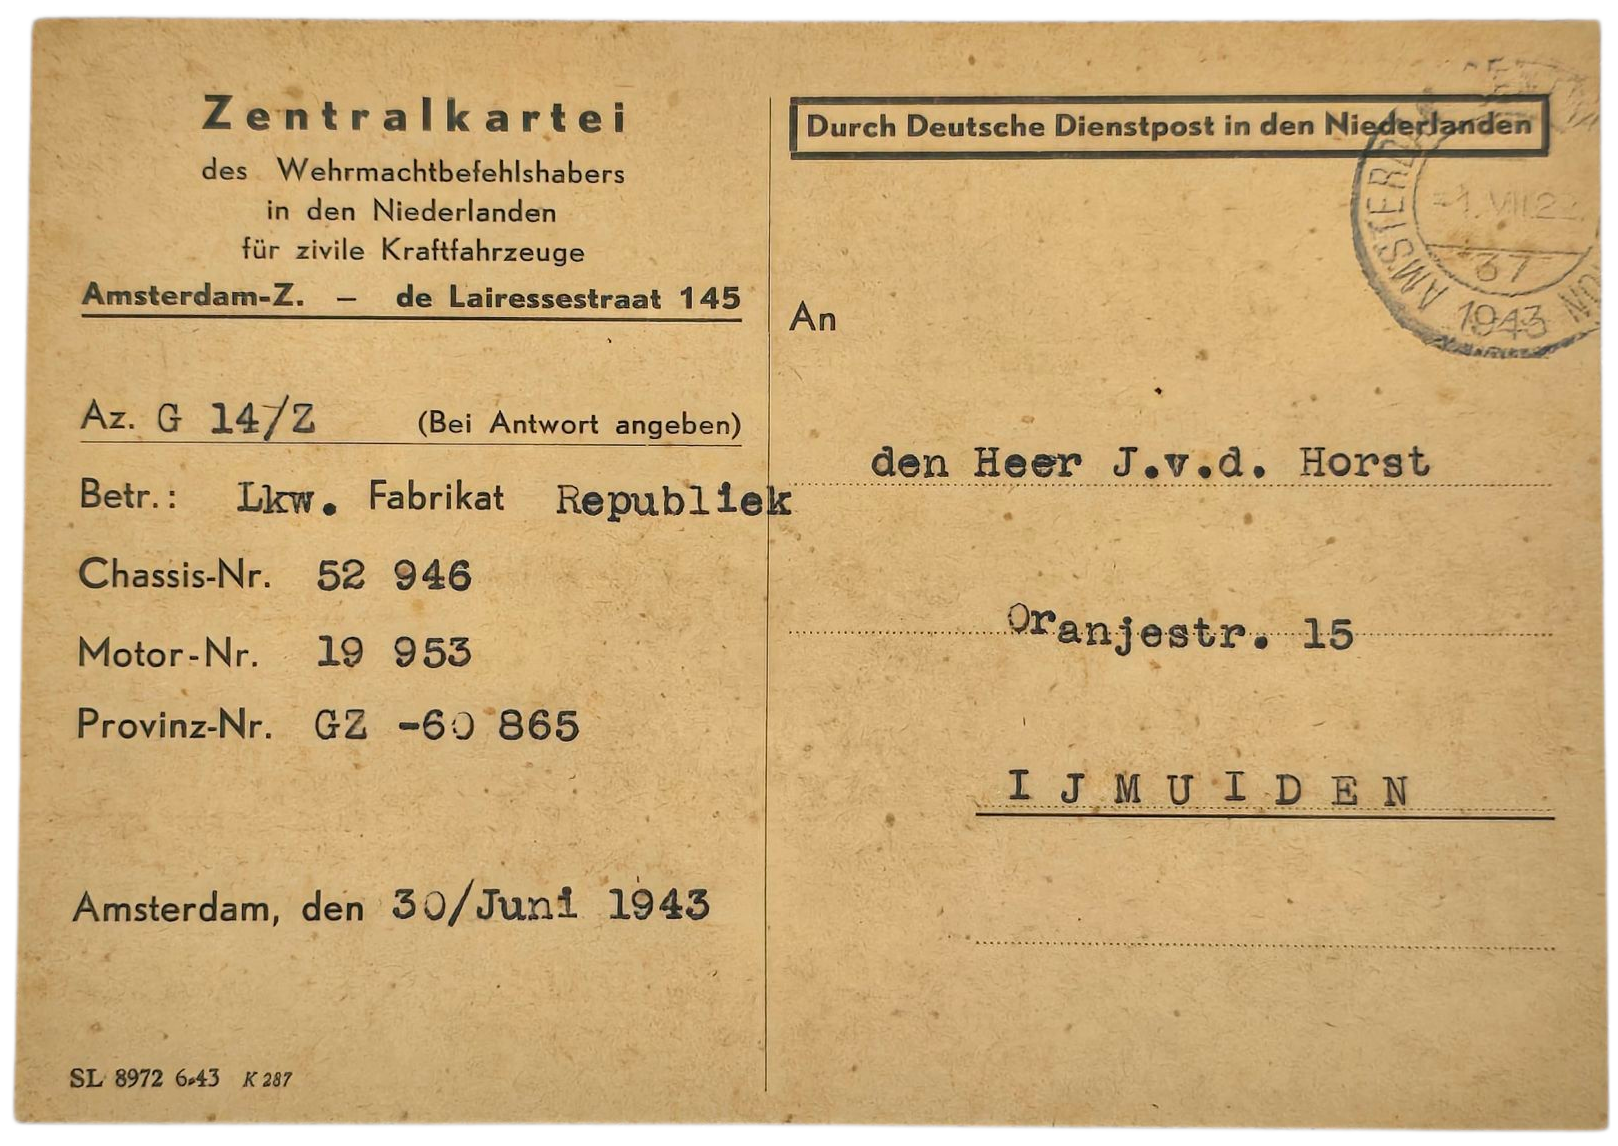 Zentralkartei
des Wehrmachtbefehlshabers
in den Niederlanden
für zivile Kraftfahrzeuge
Amsterdam-Z. – de Lairessestraat 145
Az. G 14/Z (Bei Antwort angeben)
Betr.: Lkw. Fabrikat Republiek
Chassis-Nr. 52 946
Motor-Nr. 19 953
Provinz-Nr. GZ -60 865
Amsterdam, den 30/Juni 1943
SL 8972 6.43 K 287
Durch Deutsche Dienstpost in den Niederlanden
AMSTERDAM
1943
An
den Heer J.v.d. Horst
Oranjestr. 15
IJMUIDEN